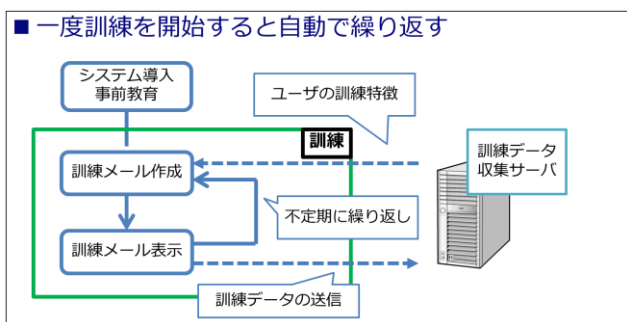 ■ 一度訓練を開始すると自動で繰り返す
システム導入
事前教育
ユーザの訓練特徴
訓練
訓練データ
収集サーバ
訓練メール作成
不定期に繰り返し
訓練メール表示
訓練データの送信